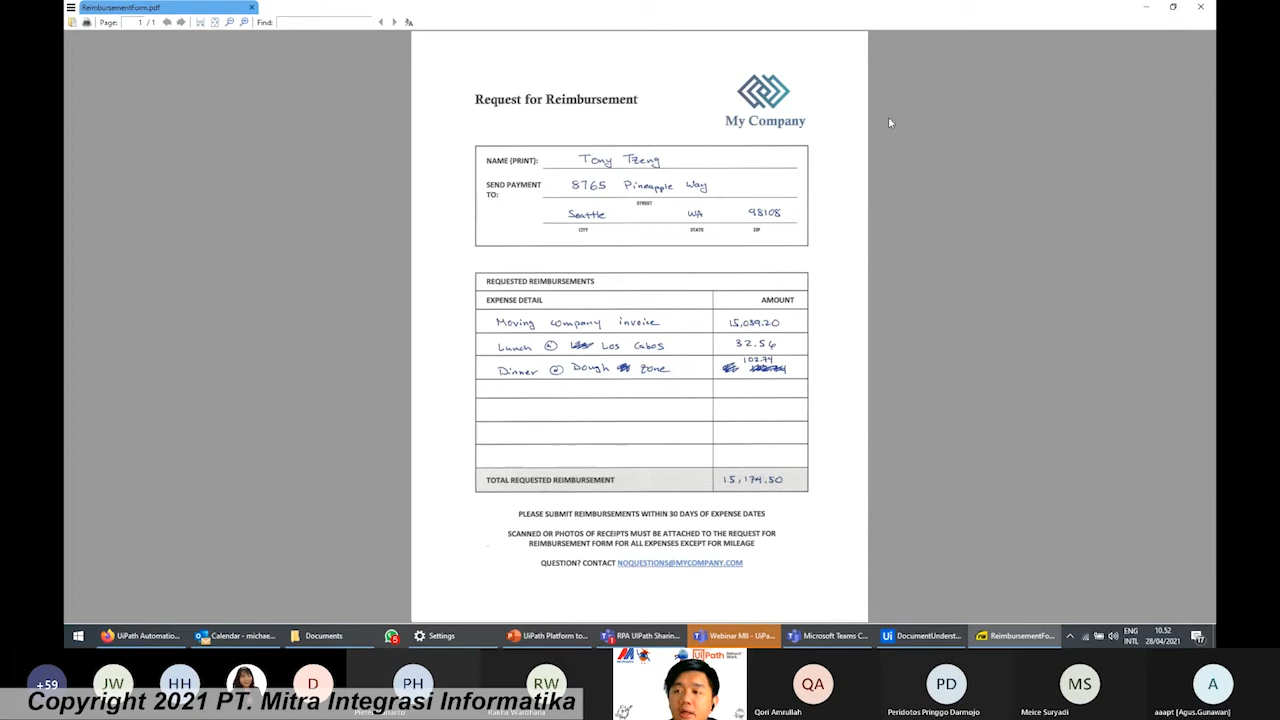 ReimbursementForm.pdf
Page: 1 / 1 Find:
Request for Reimbursement
My Company
NAME (PRINT): Tony Tzeng
SEND PAYMENT TO: 8765 Pineapple Way
STREET
Seattle WA 98108
CITY STATE ZIP
REQUESTED REIMBURSEMENTS
EXPENSE DETAIL AMOUNT
Moving company invoice 15,039.20
Lunch @ Los Cabos 32.56
Dinner @ Dough zone 102.74
TOTAL REQUESTED REIMBURSEMENT 15,174.50
PLEASE SUBMIT REIMBURSEMENTS WITHIN 30 DAYS OF EXPENSE DATES
SCANNED OR PHOTOS OF RECEIPTS MUST BE ATTACHED TO THE REQUEST FOR
REIMBURSEMENT FORM FOR ALL EXPENSES EXCEPT FOR MILEAGE
QUESTION? CONTACT NOQUESTIONS@MYCOMPANY.COM
UiPath Automatio... Calendar - michae... Documents Settings UiPath Platform to... RPA UIPath Sharin... Webinar MII - UiPa... Microsoft Teams C... DocumentUnderst... ReimbursementFo... ENG INTL 10.52 28/04/2021 17
+59 JW HH D PH RW UiPath QA PD MS A
Qori Amrullah Peridotos Pringgo Darmojo Meice Suryadi aaapt [Agus.Gunawan]
Copyright 2021 PT. Mitra Integrasi Informatika